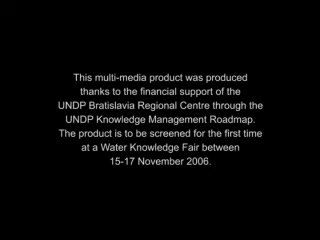 This multi-media product was produced
thanks to the financial support of the
UNDP Bratislavia Regional Centre through the
UNDP Knowledge Management Roadmap.
The product is to be screened for the first time
at a Water Knowledge Fair between
15-17 November 2006.